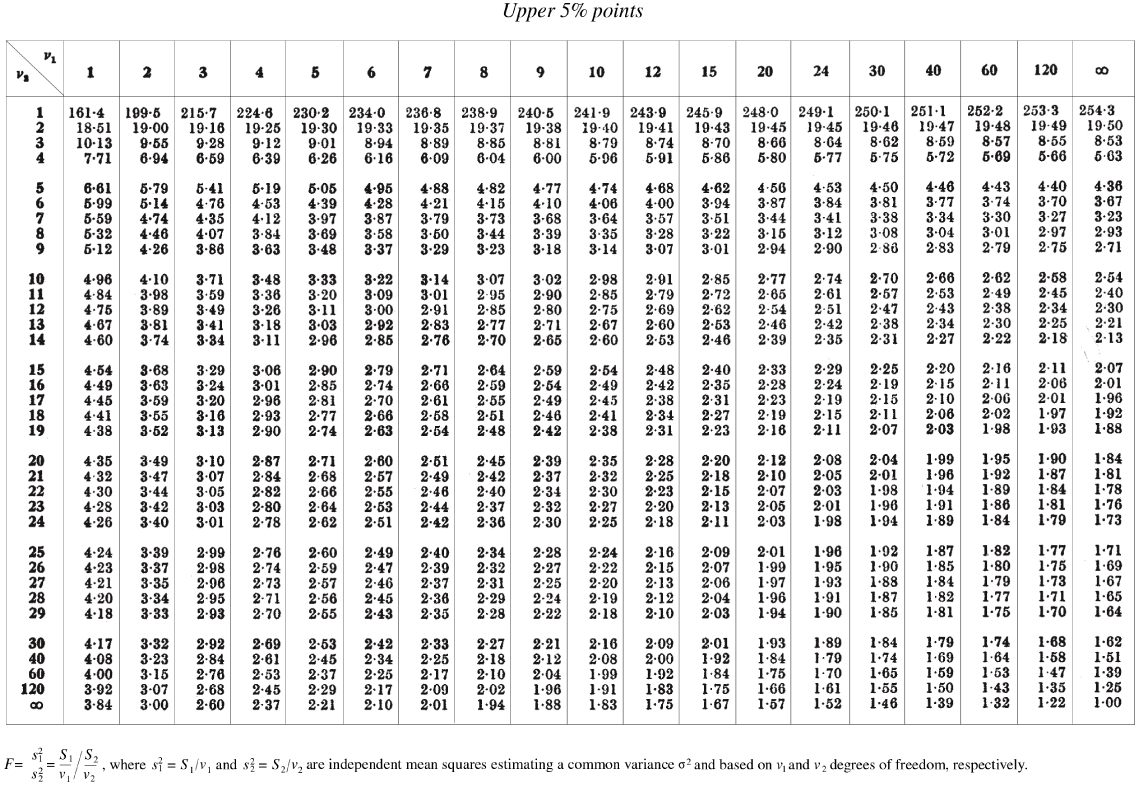 Upper 5% points
ν₁ 1 2 3 4 5 6 7 8 9 10 12 15 20 24 30 40 60 120 ∞
ν₂
1 161·4 199·5 215·7 224·6 230·2 234·0 236·8 238·9 240·5 241·9 243·9 245·9 248·0 249·1 250·1 251·1 252·2 253·3 254·3
2 18·51 19·00 19·16 19·25 19·30 19·33 19·35 19·37 19·38 19·40 19·41 19·43 19·45 19·45 19·46 19·47 19·48 19·49 19·50
3 10·13 9·55 9·28 9·12 9·01 8·94 8·89 8·85 8·81 8·79 8·74 8·70 8·66 8·64 8·62 8·59 8·57 8·55 8·53
4 7·71 6·94 6·59 6·39 6·26 6·16 6·09 6·04 6·00 5·96 5·91 5·86 5·80 5·77 5·75 5·72 5·69 5·66 5·63
5 6·61 5·79 5·41 5·19 5·05 4·95 4·88 4·82 4·77 4·74 4·68 4·62 4·56 4·53 4·50 4·46 4·43 4·40 4·36
6 5·99 5·14 4·76 4·53 4·39 4·28 4·21 4·15 4·10 4·06 4·00 3·94 3·87 3·84 3·81 3·77 3·74 3·70 3·67
7 5·59 4·74 4·35 4·12 3·97 3·87 3·79 3·73 3·68 3·64 3·57 3·51 3·44 3·41 3·38 3·34 3·30 3·27 3·23
8 5·32 4·46 4·07 3·84 3·69 3·58 3·50 3·44 3·39 3·35 3·28 3·22 3·15 3·12 3·08 3·04 3·01 2·97 2·93
9 5·12 4·26 3·86 3·63 3·48 3·37 3·29 3·23 3·18 3·14 3·07 3·01 2·94 2·90 2·86 2·83 2·79 2·75 2·71
10 4·96 4·10 3·71 3·48 3·33 3·22 3·14 3·07 3·02 2·98 2·91 2·85 2·77 2·74 2·70 2·66 2·62 2·58 2·54
11 4·84 3·98 3·59 3·36 3·20 3·09 3·01 2·95 2·90 2·85 2·79 2·72 2·65 2·61 2·57 2·53 2·49 2·45 2·40
12 4·75 3·89 3·49 3·26 3·11 3·00 2·91 2·85 2·80 2·75 2·69 2·62 2·54 2·51 2·47 2·43 2·38 2·34 2·30
13 4·67 3·81 3·41 3·18 3·03 2·92 2·83 2·77 2·71 2·67 2·60 2·53 2·46 2·42 2·38 2·34 2·30 2·25 2·21
14 4·60 3·74 3·34 3·11 2·96 2·85 2·76 2·70 2·65 2·60 2·53 2·46 2·39 2·35 2·31 2·27 2·22 2·18 2·13
15 4·54 3·68 3·29 3·06 2·90 2·79 2·71 2·64 2·59 2·54 2·48 2·40 2·33 2·29 2·25 2·20 2·16 2·11 2·07
16 4·49 3·63 3·24 3·01 2·85 2·74 2·66 2·59 2·54 2·49 2·42 2·35 2·28 2·24 2·19 2·15 2·11 2·06 2·01
17 4·45 3·59 3·20 2·96 2·81 2·70 2·61 2·55 2·49 2·45 2·38 2·31 2·23 2·19 2·15 2·10 2·06 2·01 1·96
18 4·41 3·55 3·16 2·93 2·77 2·66 2·58 2·51 2·46 2·41 2·34 2·27 2·19 2·15 2·11 2·06 2·02 1·97 1·92
19 4·38 3·52 3·13 2·90 2·74 2·63 2·54 2·48 2·42 2·38 2·31 2·23 2·16 2·11 2·07 2·03 1·98 1·93 1·88
20 4·35 3·49 3·10 2·87 2·71 2·60 2·51 2·45 2·39 2·35 2·28 2·20 2·12 2·08 2·04 1·99 1·95 1·90 1·84
21 4·32 3·47 3·07 2·84 2·68 2·57 2·49 2·42 2·37 2·32 2·25 2·18 2·10 2·05 2·01 1·96 1·92 1·87 1·81
22 4·30 3·44 3·05 2·82 2·66 2·55 2·46 2·40 2·34 2·30 2·23 2·15 2·07 2·03 1·98 1·94 1·89 1·84 1·78
23 4·28 3·42 3·03 2·80 2·64 2·53 2·44 2·37 2·32 2·27 2·20 2·13 2·05 2·01 1·96 1·91 1·86 1·81 1·76
24 4·26 3·40 3·01 2·78 2·62 2·51 2·42 2·36 2·30 2·25 2·18 2·11 2·03 1·98 1·94 1·89 1·84 1·79 1·73
25 4·24 3·39 2·99 2·76 2·60 2·49 2·40 2·34 2·28 2·24 2·16 2·09 2·01 1·96 1·92 1·87 1·82 1·77 1·71
26 4·23 3·37 2·98 2·74 2·59 2·47 2·39 2·32 2·27 2·22 2·15 2·07 1·99 1·95 1·90 1·85 1·80 1·75 1·69
27 4·21 3·35 2·96 2·73 2·57 2·46 2·37 2·31 2·25 2·20 2·13 2·06 1·97 1·93 1·88 1·84 1·79 1·73 1·67
28 4·20 3·34 2·95 2·71 2·56 2·45 2·36 2·29 2·24 2·19 2·12 2·04 1·96 1·91 1·87 1·82 1·77 1·71 1·65
29 4·18 3·33 2·93 2·70 2·55 2·43 2·35 2·28 2·22 2·18 2·10 2·03 1·94 1·90 1·85 1·81 1·75 1·70 1·64
30 4·17 3·32 2·92 2·69 2·53 2·42 2·33 2·27 2·21 2·16 2·09 2·01 1·93 1·89 1·84 1·79 1·74 1·68 1·62
40 4·08 3·23 2·84 2·61 2·45 2·34 2·25 2·18 2·12 2·08 2·00 1·92 1·84 1·79 1·74 1·69 1·64 1·58 1·51
60 4·00 3·15 2·76 2·53 2·37 2·25 2·17 2·10 2·04 1·99 1·92 1·84 1·75 1·70 1·65 1·59 1·53 1·47 1·39
120 3·92 3·07 2·68 2·45 2·29 2·17 2·09 2·02 1·96 1·91 1·83 1·75 1·66 1·61 1·55 1·50 1·43 1·35 1·25
∞ 3·84 3·00 2·60 2·37 2·21 2·10 2·01 1·94 1·88 1·83 1·75 1·67 1·57 1·52 1·46 1·39 1·32 1·22 1·00
F = s₁²/s₂² = S₁/ν₁ / S₂/ν₂, where s₁² = S₁/ν₁ and s₂² = S₂/ν₂ are independent mean squares estimating a common variance σ² and based on ν₁ and ν₂ degrees of freedom, respectively.